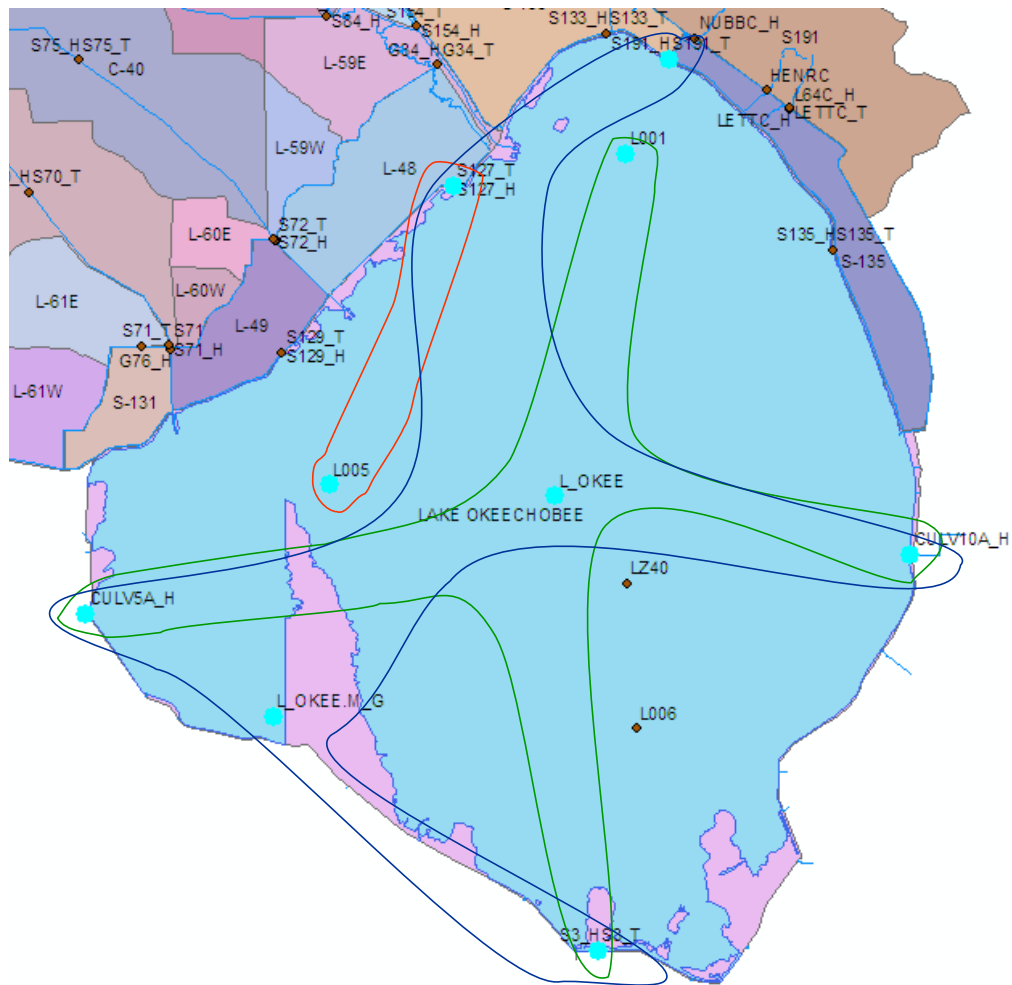 S84_H
S154_T
S154_H
S133_HS133_T
NUBBC_H
S75_HS75_T
C-40
L-59E
G34_HG34_T
S191_HS191_T
S191
HENRC
L64C_H
LETTC_T
LETTC_H
L-59W
L-48
L001
S127_T
S127_H
_HS70_T
L-60E
S72_T
S72_H
S135_HS135_T
S-135
L-61E
L-60W
L-49
S71_T
S71
S71_H
G76_H
S129_T
S129_H
L-61W
S-131
L005
L_OKEE
LAKE OKEECHOBEE
CULV10A_H
LZ40
CULV5A_H
L_OKEE.M_G
L006
S3_HS3_T